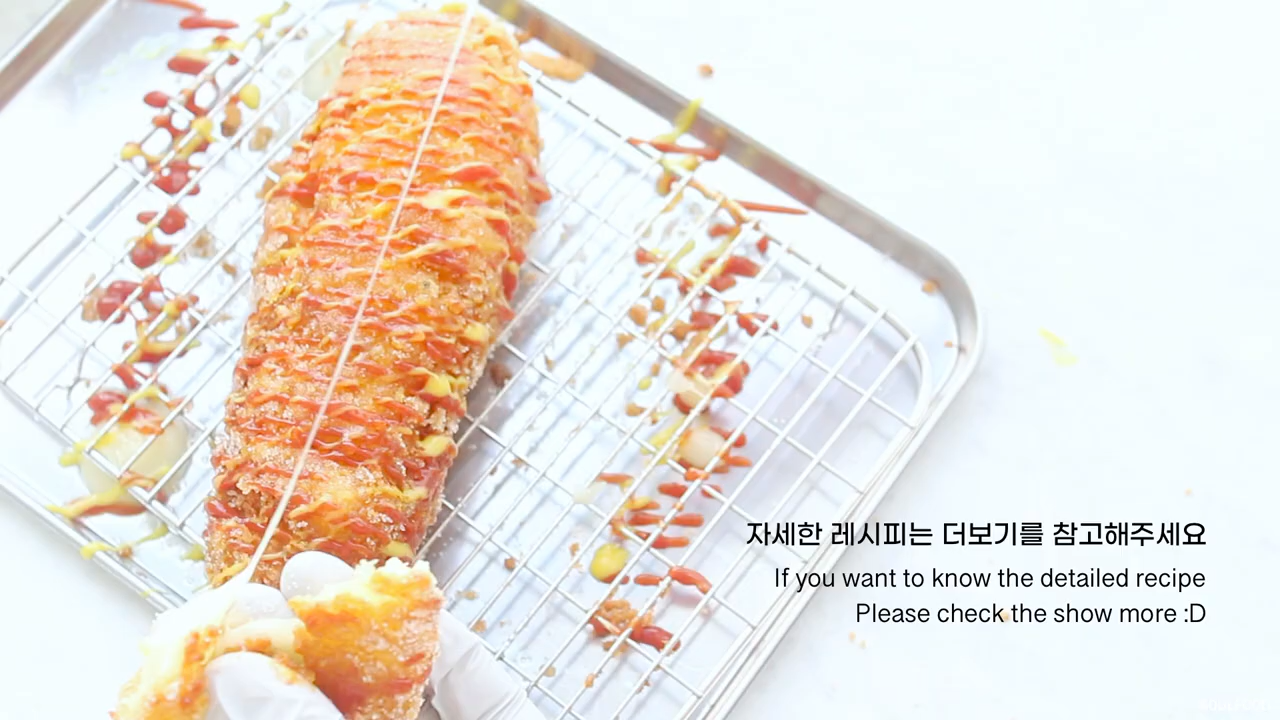 자세한 레시피는 더보기를 참고해주세요
If you want to know the detailed recipe
Please check the show more :D